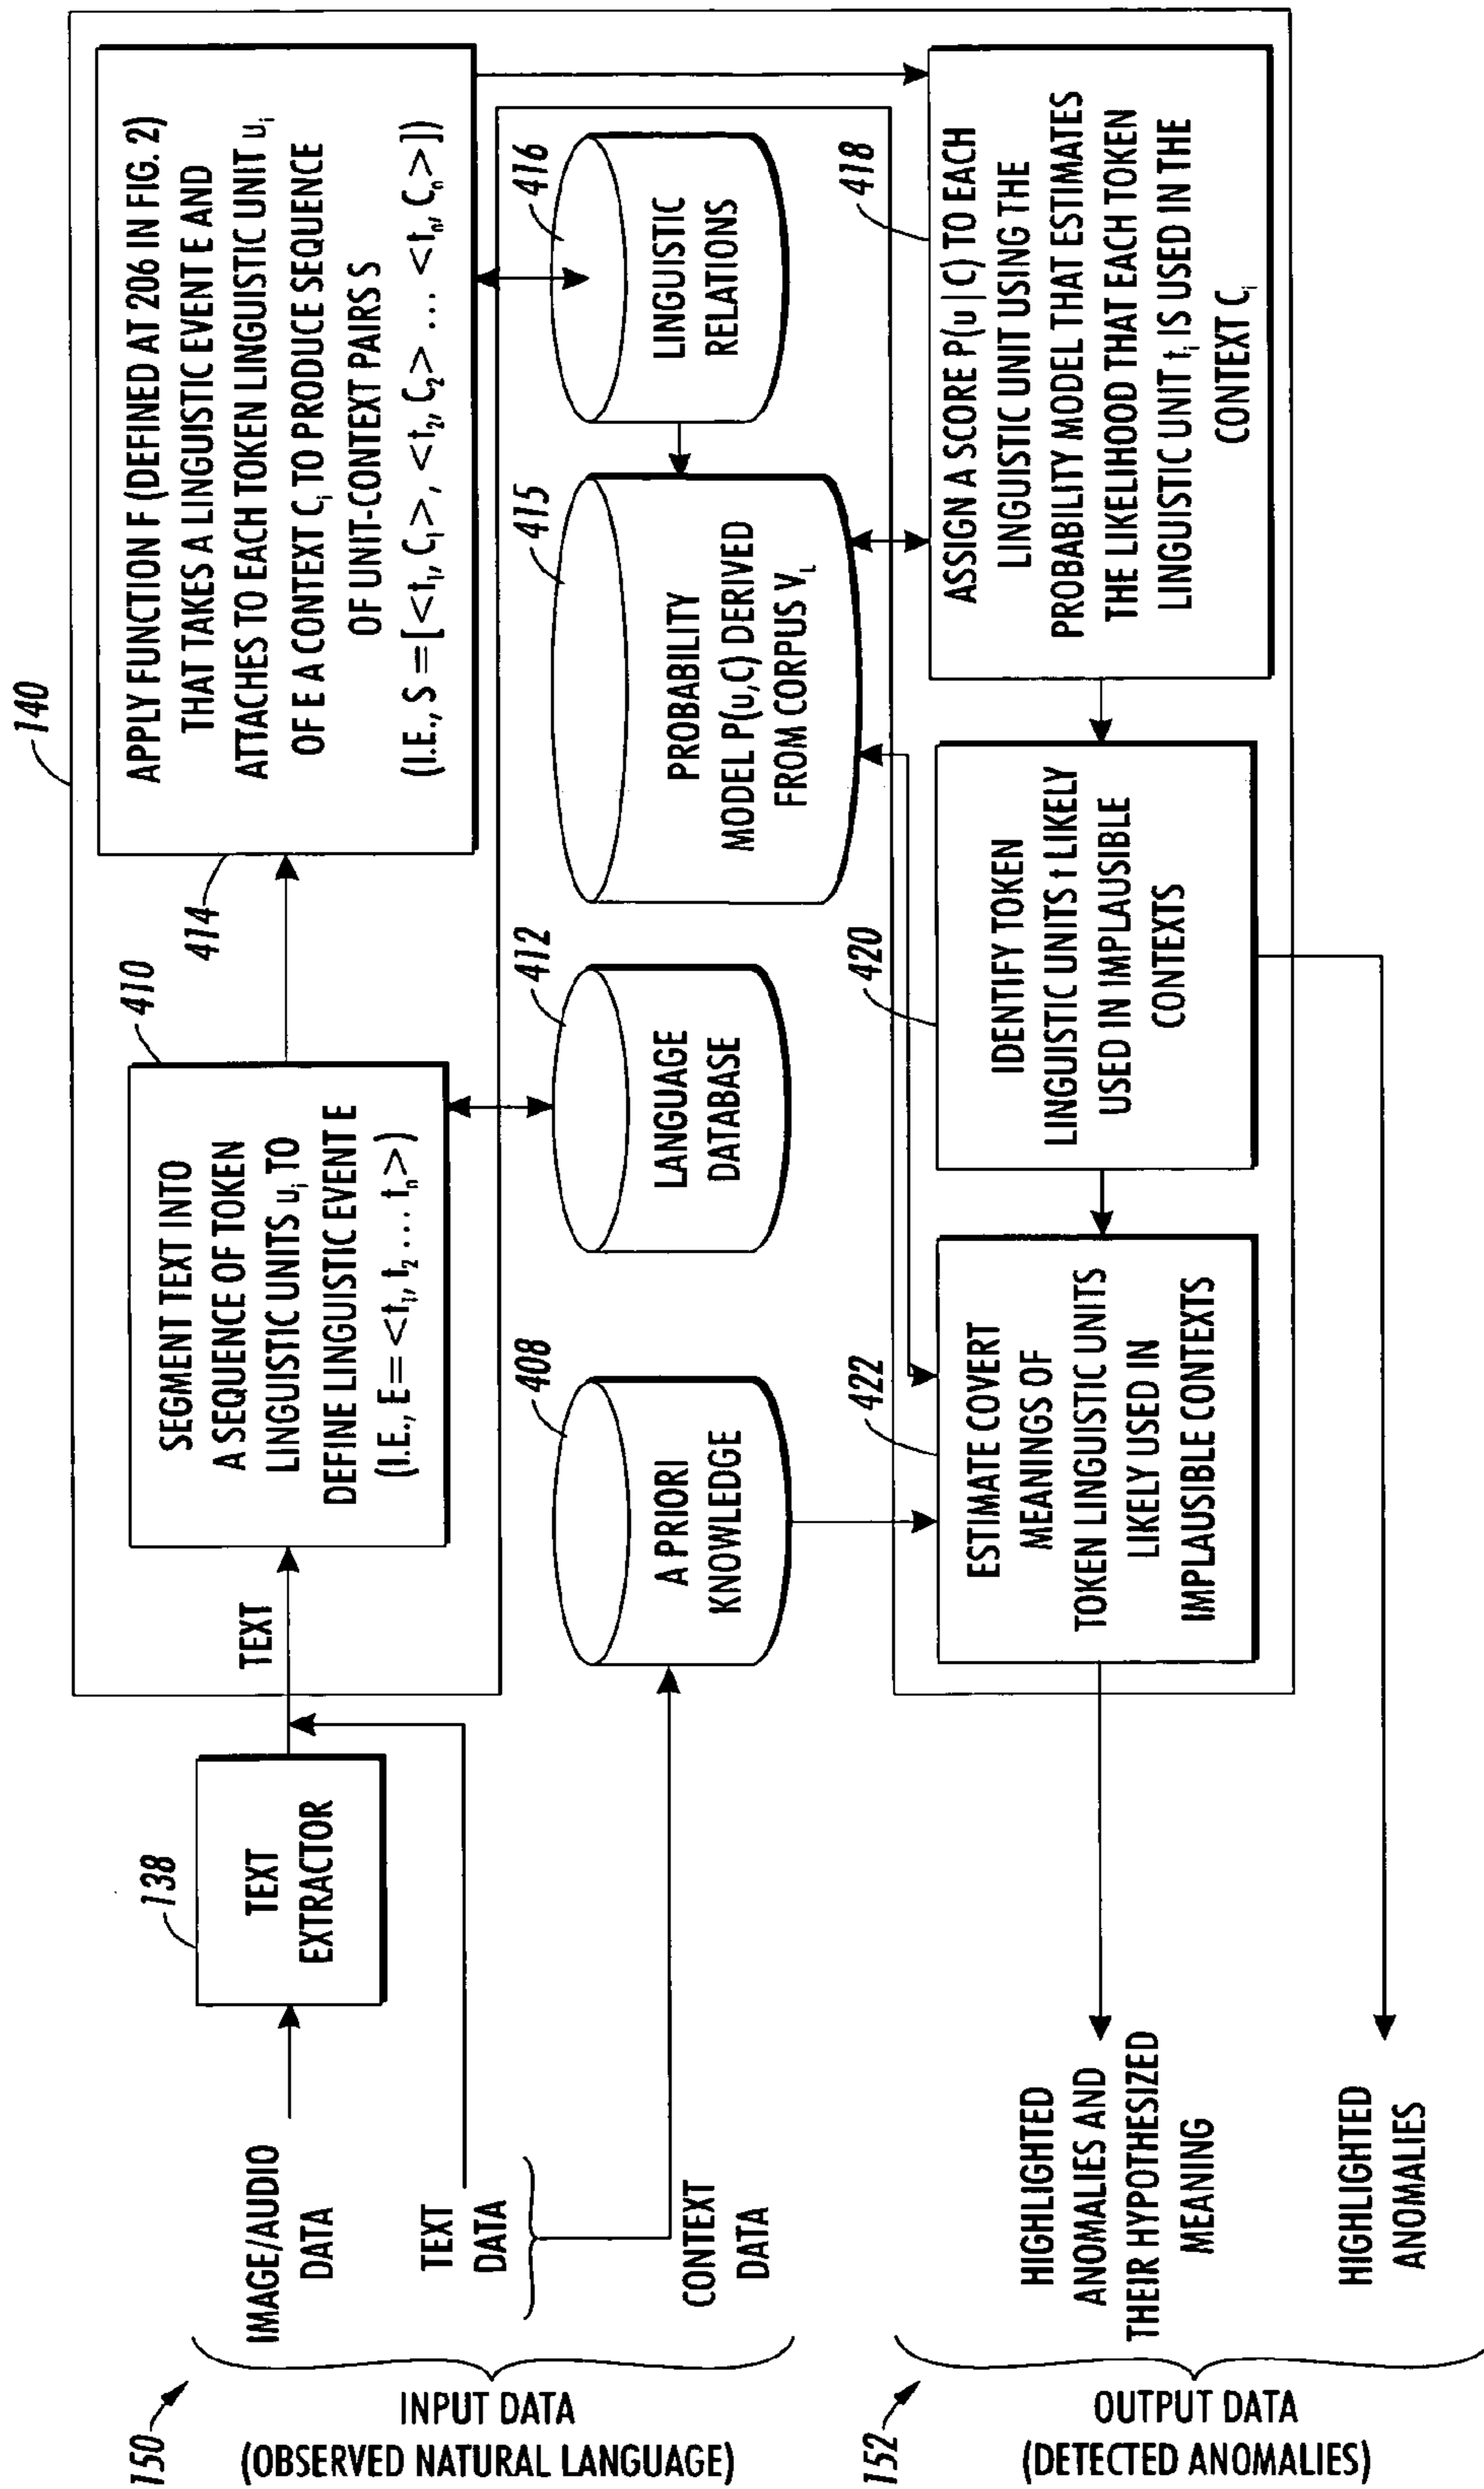 140
APPLY FUNCTION F (DEFINED AT 206 IN FIG. 2)
THAT TAKES A LINGUISTIC EVENT E AND
ATTACHES TO EACH TOKEN LINGUISTIC UNIT u_i
OF E A CONTEXT C_i TO PRODUCE SEQUENCE
OF UNIT-CONTEXT PAIRS S
(I.E., S = [<t_1, C_1>, <t_2, C_2> ... <t_n, C_n>])
414
410
SEGMENT TEXT INTO
A SEQUENCE OF TOKEN
LINGUISTIC UNITS u_i TO
DEFINE LINGUISTIC EVENT E
(I.E., E = <t_1, t_2 ... t_n>)
TEXT
138
TEXT
EXTRACTOR
150
INPUT DATA
(OBSERVED NATURAL LANGUAGE)
IMAGE/AUDIO
DATA
TEXT
DATA
CONTEXT
DATA
408
A PRIORI
KNOWLEDGE
412
LANGUAGE
DATABASE
415
PROBABILITY
MODEL P(u,C) DERIVED
FROM CORPUS V_L
416
LINGUISTIC
RELATIONS
418
ASSIGN A SCORE P(u | C) TO EACH
LINGUISTIC UNIT USING THE
PROBABILITY MODEL THAT ESTIMATES
THE LIKELIHOOD THAT EACH TOKEN
LINGUISTIC UNIT t_i IS USED IN THE
CONTEXT C_i
420
IDENTIFY TOKEN
LINGUISTIC UNITS t LIKELY
USED IN IMPLAUSIBLE
CONTEXTS
422
ESTIMATE COVERT
MEANINGS OF
TOKEN LINGUISTIC UNITS
LIKELY USED IN
IMPLAUSIBLE CONTEXTS
152
OUTPUT DATA
(DETECTED ANOMALIES)
HIGHLIGHTED
ANOMALIES AND
THEIR HYPOTHESIZED
MEANING
HIGHLIGHTED
ANOMALIES